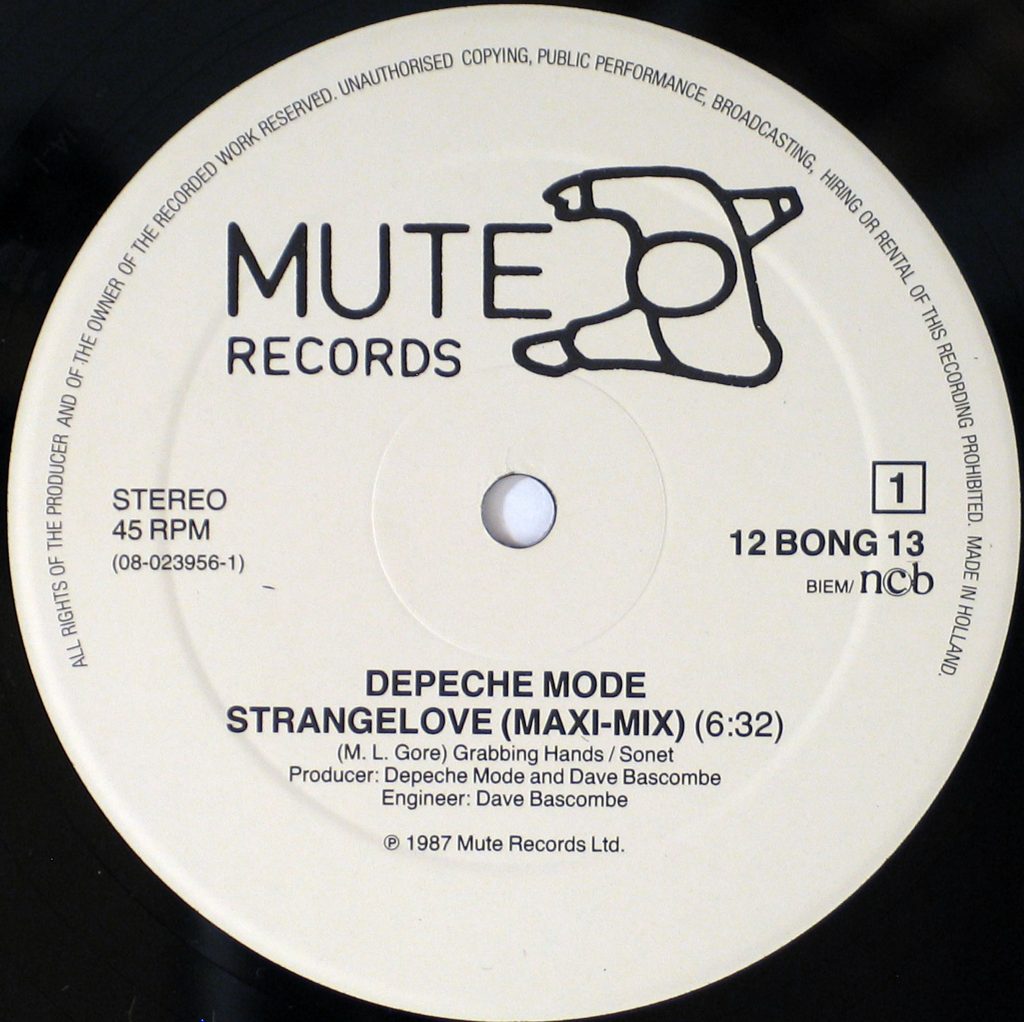 ALL RIGHTS OF THE PRODUCER AND OF THE OWNER OF THE RECORDED WORK RESERVED. UNAUTHORISED COPYING, PUBLIC PERFORMANCE, BROADCASTING, HIRING OR RENTAL OF THIS RECORDING PROHIBITED. MADE IN HOLLAND.
MUTE
RECORDS
STEREO
45 RPM
(08-023956-1)
1
12 BONG 13
BIEM/ ncb
DEPECHE MODE
STRANGELOVE (MAXI-MIX) (6:32)
(M. L. Gore) Grabbing Hands / Sonet
Producer: Depeche Mode and Dave Bascombe
Engineer: Dave Bascombe
℗ 1987 Mute Records Ltd.